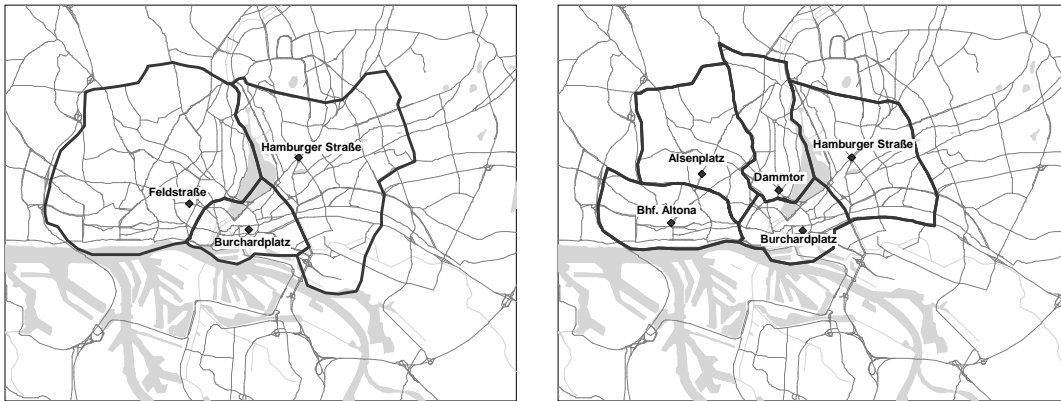 Hamburger Straße
Feldstraße
Burchardplatz
Hamburger Straße
Alsenplatz
Dammtor
Bhf. Altona
Burchardplatz